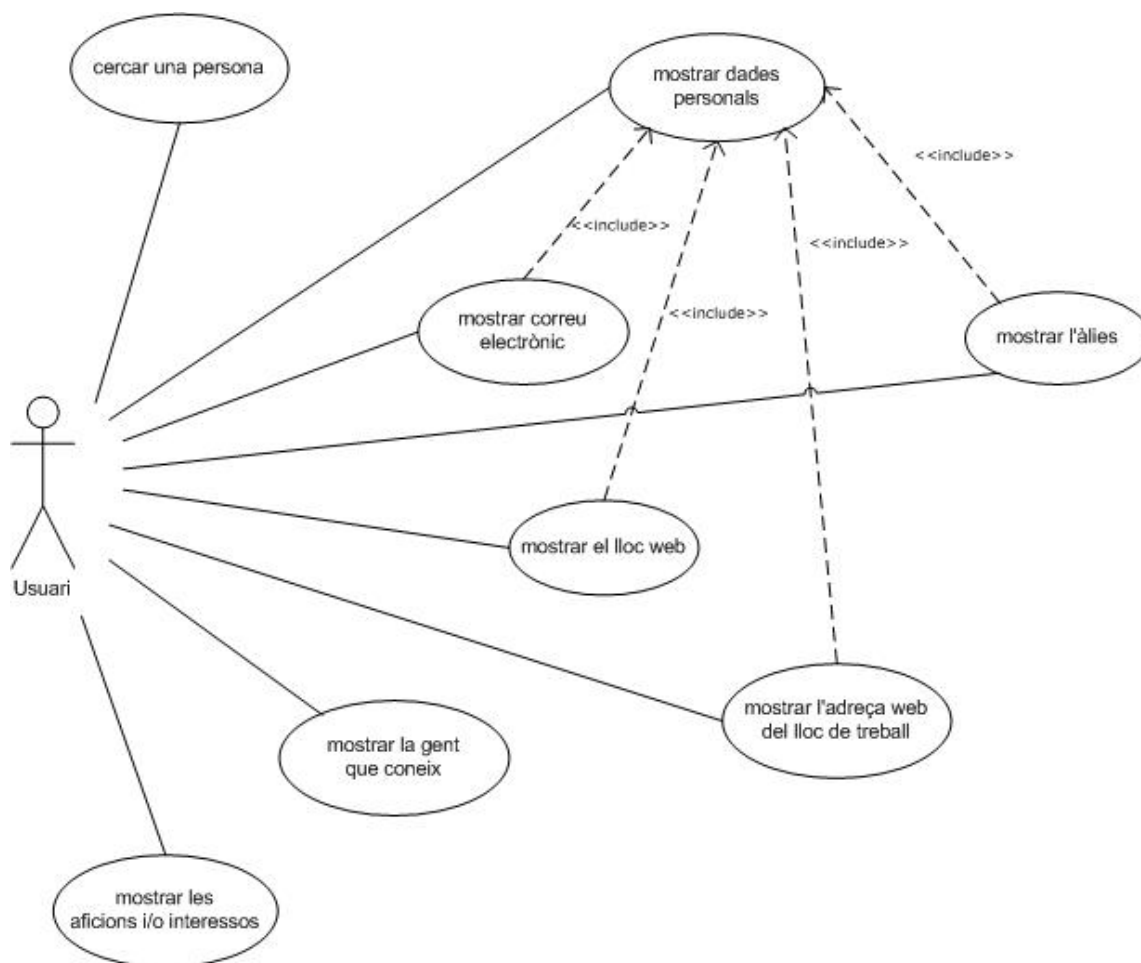 cercar una persona
mostrar dades
personals
<<include>>
<<include>>
<<include>>
<<include>>
mostrar correu
electrònic
mostrar l'àlies
mostrar el lloc web
Usuari
mostrar l'adreça web
del lloc de treball
mostrar la gent
que coneix
mostrar les
aficions i/o interessos